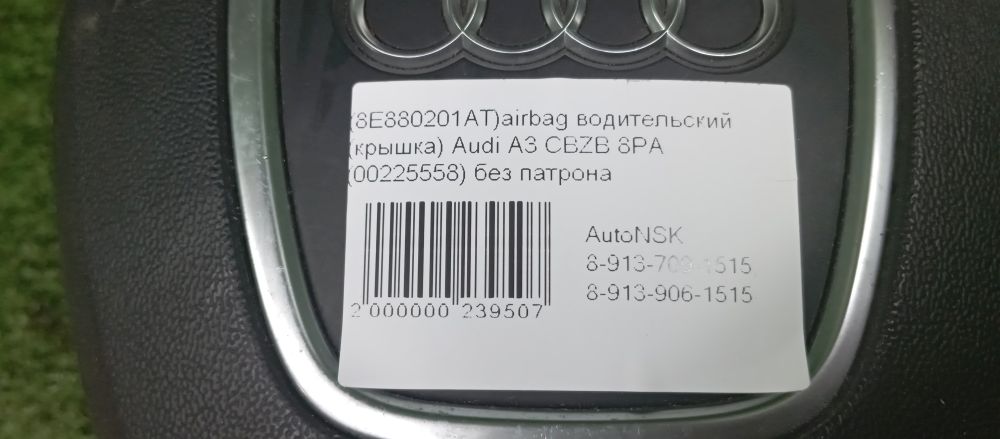 (8E880201AT)airbag водительский
(крышка) Audi A3 CBZB 8PA
(00225558) без патрона
AutoNSK
8-913-709-1515
8-913-906-1515
2 000000 239507